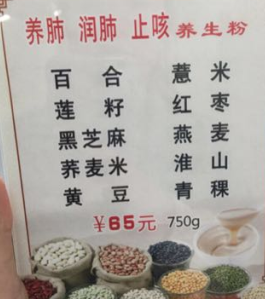 养肺 润肺 止咳 养生粉
百合 薏米
莲籽 红枣
黑芝麻 燕麦
荞麦米 淮山
黄豆 青稞
￥65元 750g